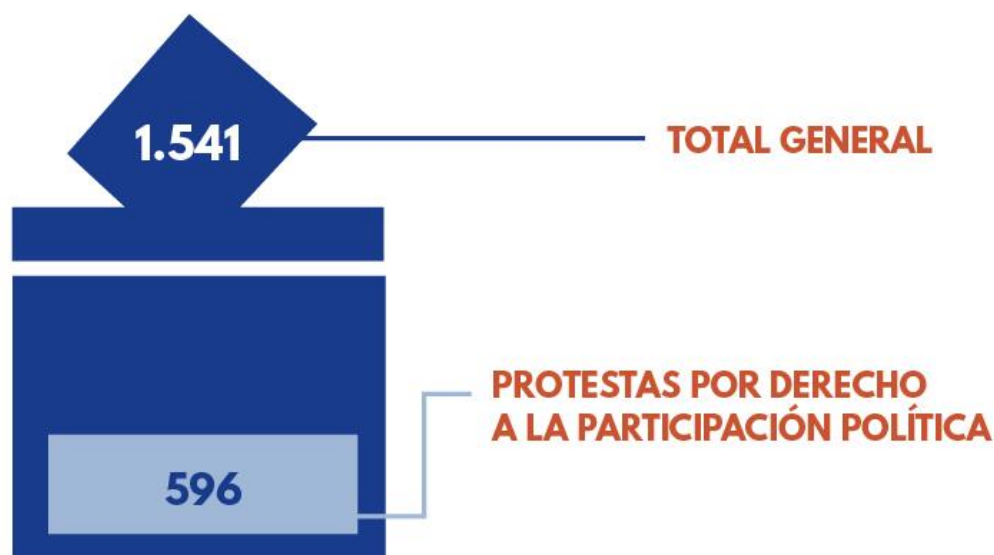 1.541
TOTAL GENERAL
PROTESTAS POR DERECHO
A LA PARTICIPACIÓN POLÍTICA
596